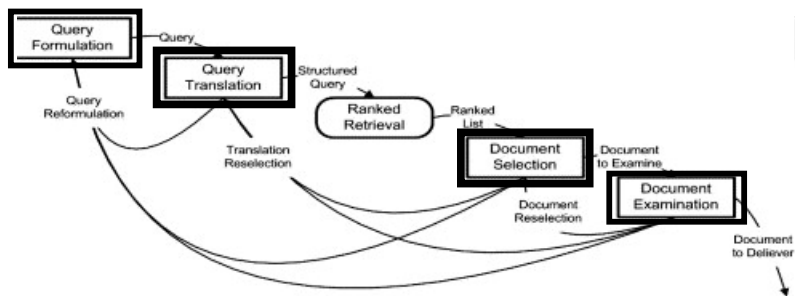 Query
Formulation
Query
Query
Translation
Structured
Query
Query
Reformulation
Ranked
Retrieval
Ranked
List
Translation
Reselection
Document
Selection
Document
to Examine
Document
Examination
Document
Reselection
Document
to Deliever